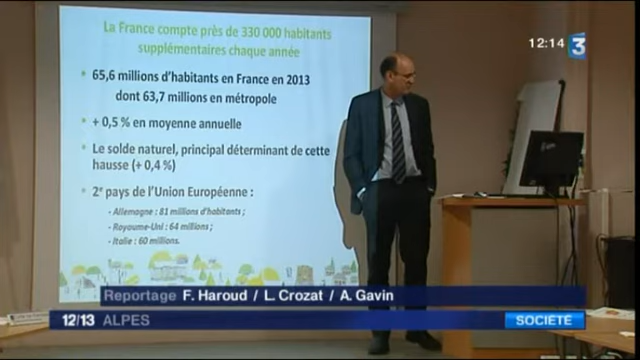 La France compte près de 330 000 habitants
supplémentaires chaque année
• 65,6 millions d'habitants en France en 2013
dont 63,7 millions en métropole
• + 0,5 % en moyenne annuelle
• Le solde naturel, principal déterminant de cette
hausse (+ 0,4 %)
• 2e pays de l'Union Européenne :
- Allemagne : 81 millions d'habitants ;
- Royaume-Uni : 64 millions ;
- Italie : 60 millions.
12:14 3
Reportage F. Haroud / L. Crozat / A. Gavin
12/13 ALPES SOCIÉTÉ